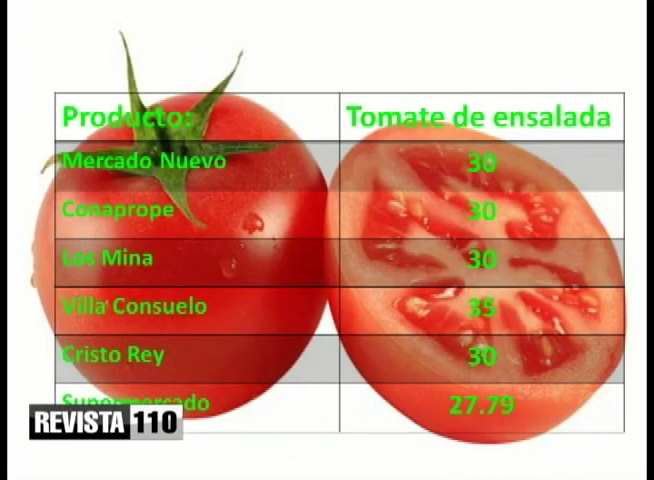 Producto: Tomate de ensalada
Mercado Nuevo 30
Conaprope 30
Los Mina 30
Villa Consuelo 35
Cristo Rey 30
Supermercado 27.79
REVISTA 110